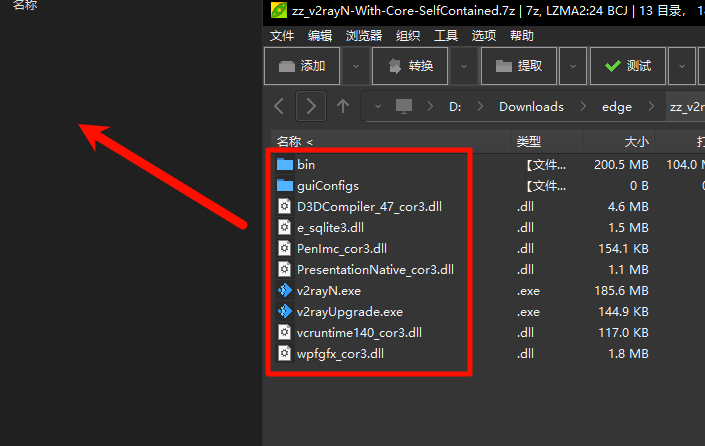 名称
zz_v2rayN-With-Core-SelfContained.7z | 7z, LZMA2:24 BCJ | 13 目录,
文件 编辑 浏览器 组织 工具 选项 帮助
添加 转换 提取 测试
D: Downloads edge zz_v2
名称 < 类型 大小
bin 【文件... 200.5 MB 104.0 M
guiConfigs 【文件... 0 B 0
D3DCompiler_47_cor3.dll .dll 4.6 MB
e_sqlite3.dll .dll 1.5 MB
PenImc_cor3.dll .dll 154.1 KB
PresentationNative_cor3.dll .dll 1.1 MB
v2rayN.exe .exe 185.6 MB
v2rayUpgrade.exe .exe 144.9 KB
vcruntime140_cor3.dll .dll 117.0 KB
wpfgfx_cor3.dll .dll 1.8 MB